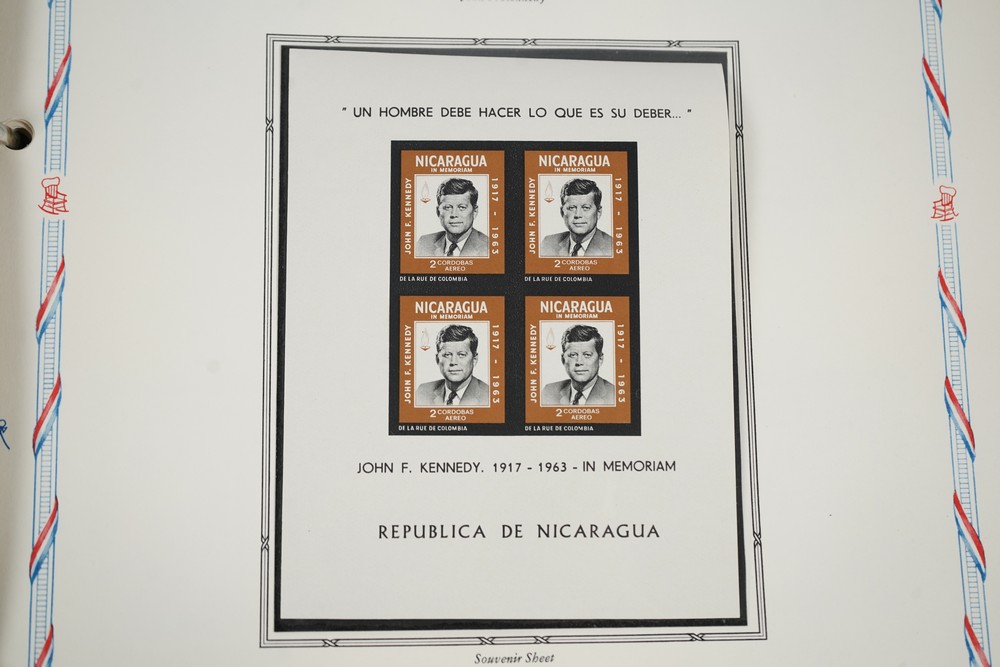 " UN HOMBRE DEBE HACER LO QUE ES SU DEBER... "
NICARAGUA
IN MEMORIAM
JOHN F. KENNEDY
1917 - 1963
2 CORDOBAS
AEREO
DE LA RUE DE COLOMBIA
NICARAGUA
IN MEMORIAM
JOHN F. KENNEDY
1917 - 1963
2 CORDOBAS
AEREO
DE LA RUE DE COLOMBIA
NICARAGUA
IN MEMORIAM
JOHN F. KENNEDY
1917 - 1963
2 CORDOBAS
AEREO
DE LA RUE DE COLOMBIA
NICARAGUA
IN MEMORIAM
JOHN F. KENNEDY
1917 - 1963
2 CORDOBAS
AEREO
DE LA RUE DE COLOMBIA
JOHN F. KENNEDY. 1917 - 1963 - IN MEMORIAM
REPUBLICA DE NICARAGUA
Souvenir Sheet